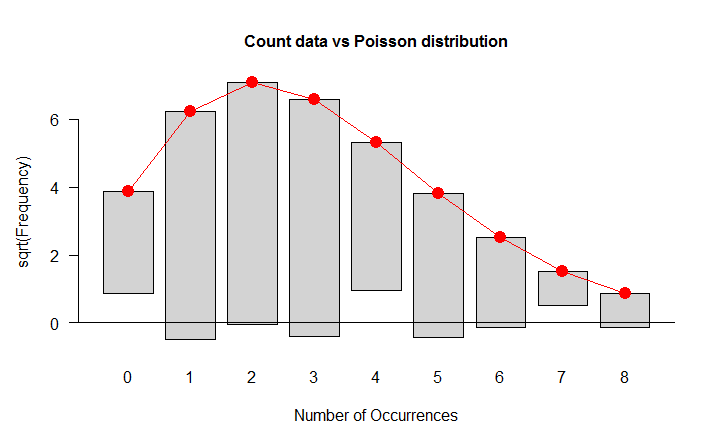 Count data vs Poisson distribution
sqrt(Frequency)
6
4
2
0
0 1 2 3 4 5 6 7 8
Number of Occurrences